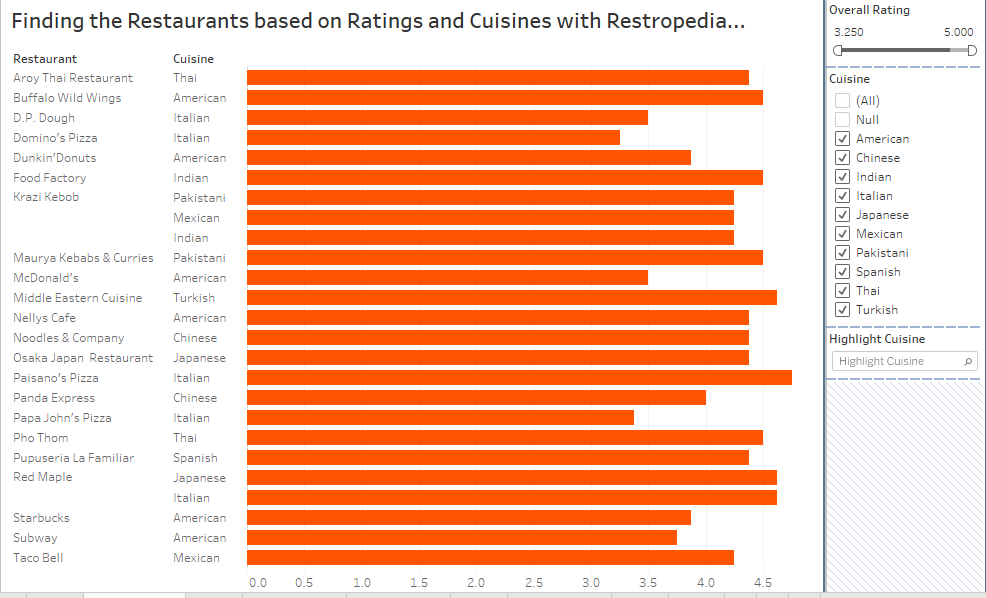 Finding the Restaurants based on Ratings and Cuisines with Restropedia...
Restaurant Cuisine
Aroy Thai Restaurant Thai
Buffalo Wild Wings American
D.P. Dough Italian
Domino's Pizza Italian
Dunkin'Donuts American
Food Factory Indian
Krazi Kebob Pakistani
Mexican
Indian
Maurya Kebabs & Curries Pakistani
McDonald's American
Middle Eastern Cuisine Turkish
Nellys Cafe American
Noodles & Company Chinese
Osaka Japan Restaurant Japanese
Paisano's Pizza Italian
Panda Express Chinese
Papa John's Pizza Italian
Pho Thom Thai
Pupuseria La Familiar Spanish
Red Maple Japanese
Italian
Starbucks American
Subway American
Taco Bell Mexican
0.0 0.5 1.0 1.5 2.0 2.5 3.0 3.5 4.0 4.5
Overall Rating
3.250 5.000
Cuisine
(All)
Null
American
Chinese
Indian
Italian
Japanese
Mexican
Pakistani
Spanish
Thai
Turkish
Highlight Cuisine
Highlight Cuisine